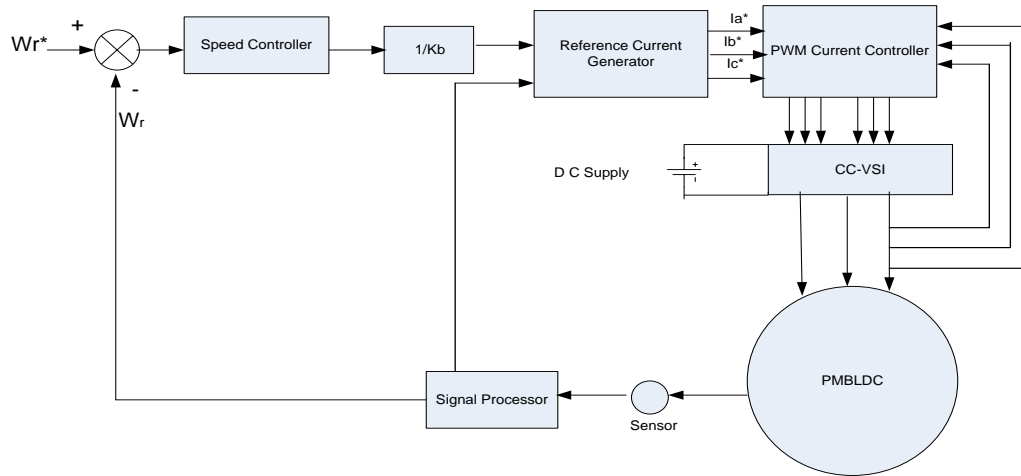 Wr*
+
-
Wr
Speed Controller
1/Kb
Reference Current
Generator
Ia*
Ib*
Ic*
PWM Current Controller
D C Supply
+
-
CC-VSI
PMBLDC
Sensor
Signal Processor